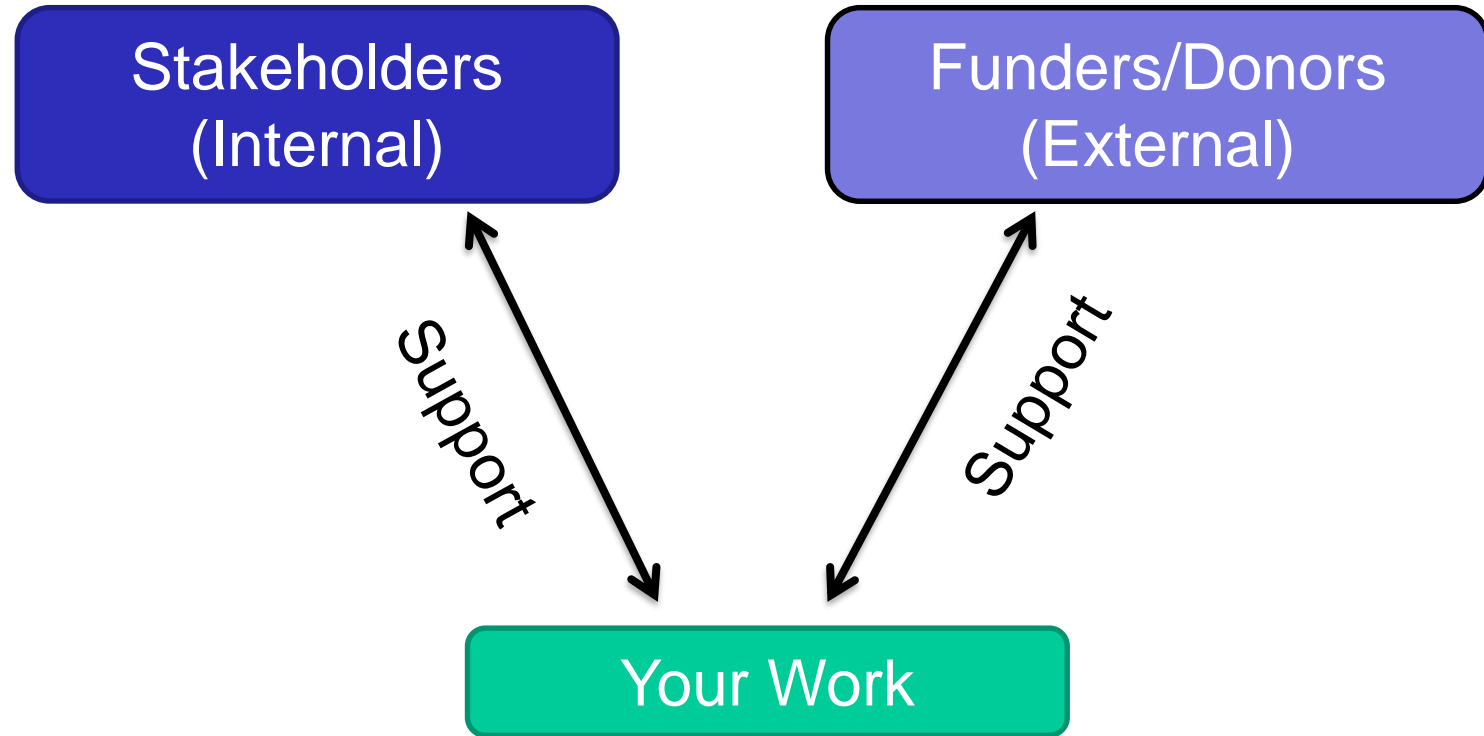 Stakeholders
(Internal)
Funders/Donors
(External)
Support
Support
Your Work